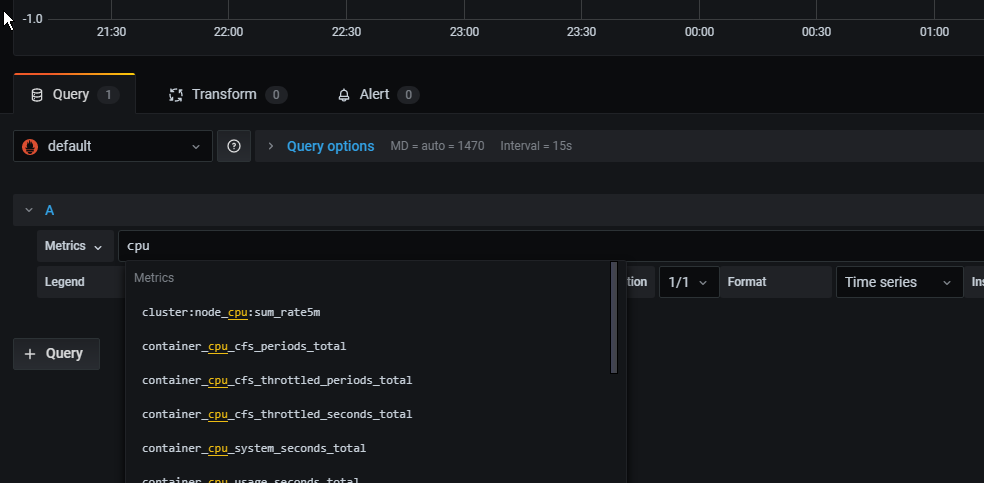 -1.0
21:30 22:00 22:30 23:00 23:30 00:00 00:30 01:00
Query 1 Transform 0 Alert 0
default Query options MD = auto = 1470 Interval = 15s
A
Metrics cpu
Legend tion 1/1 Format Time series Ins
Metrics
cluster:node_cpu:sum_rate5m
container_cpu_cfs_periods_total
+ Query
container_cpu_cfs_throttled_periods_total
container_cpu_cfs_throttled_seconds_total
container_cpu_system_seconds_total
container_cpu_usage_seconds_total